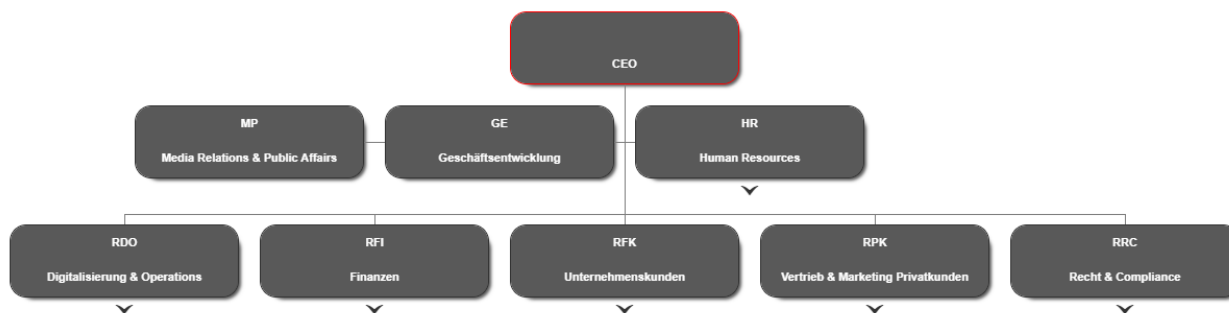 CEO
MP
Media Relations & Public Affairs
GE
Geschäftsentwicklung
HR
Human Resources
RDO
Digitalisierung & Operations
RFI
Finanzen
RFK
Unternehmenskunden
RPK
Vertrieb & Marketing Privatkunden
RRC
Recht & Compliance